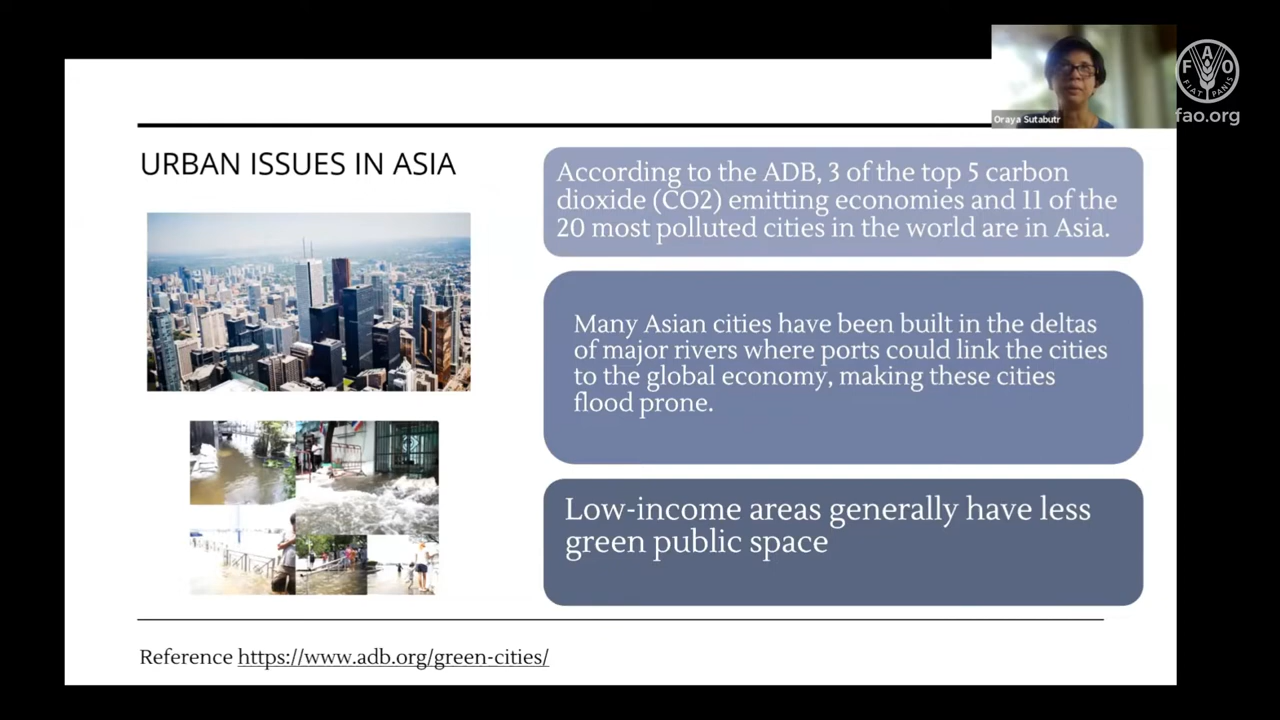 F A O
FIAT PANIS
fao.org
Oraya Sutabutr
URBAN ISSUES IN ASIA
According to the ADB, 3 of the top 5 carbon
dioxide (CO2) emitting economies and 11 of the
20 most polluted cities in the world are in Asia.
Many Asian cities have been built in the deltas
of major rivers where ports could link the cities
to the global economy, making these cities
flood prone.
Low-income areas generally have less
green public space
Reference https://www.adb.org/green-cities/